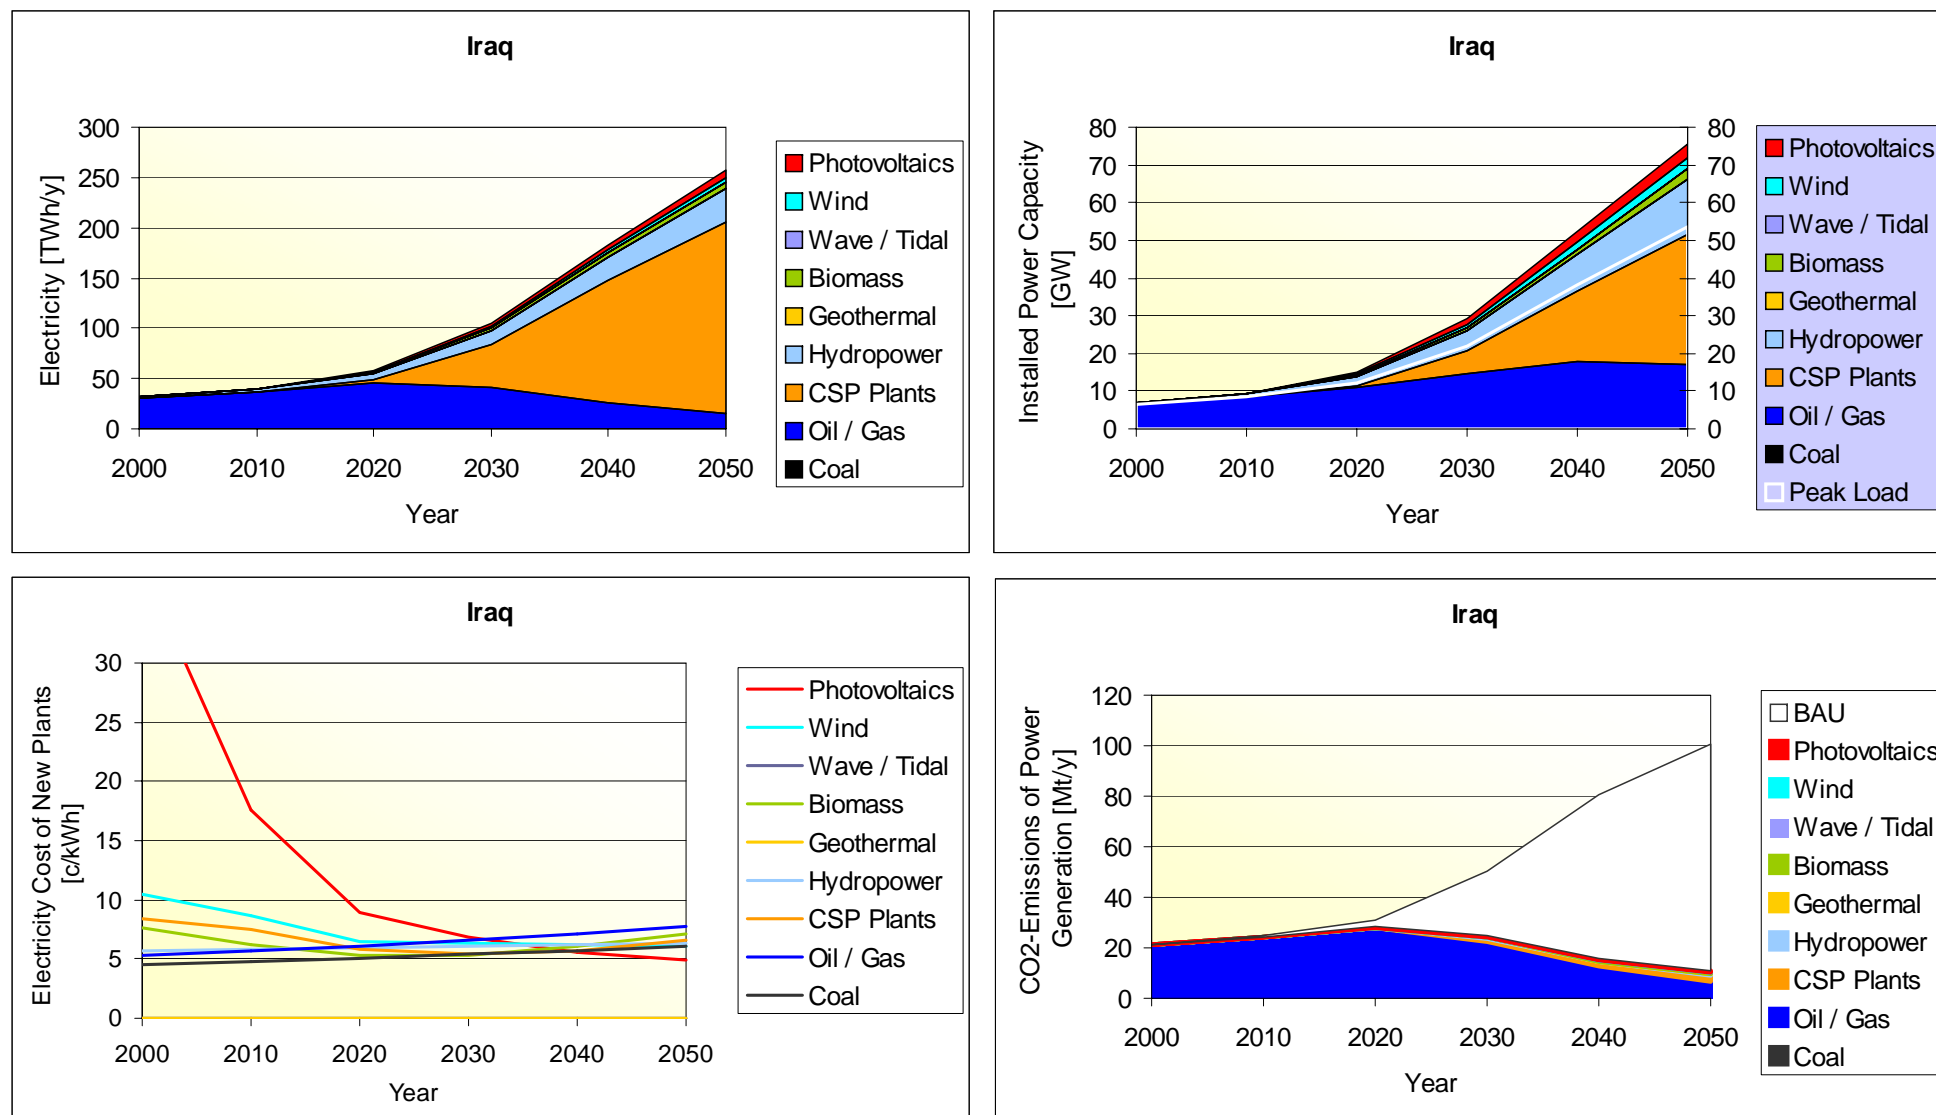 Iraq
Electricity [TWh/y]
300
250
200
150
100
50
0
2000 2010 2020 2030 2040 2050
Year
Photovoltaics
Wind
Wave / Tidal
Biomass
Geothermal
Hydropower
CSP Plants
Oil / Gas
Coal
Iraq
Installed Power Capacity
[GW]
80 80
70 70
60 60
50 50
40 40
30 30
20 20
10 10
0 0
2000 2010 2020 2030 2040 2050
Year
Photovoltaics
Wind
Wave / Tidal
Biomass
Geothermal
Hydropower
CSP Plants
Oil / Gas
Coal
Peak Load
Iraq
Electricity Cost of New Plants
[c/kWh]
30
25
20
15
10
5
0
2000 2010 2020 2030 2040 2050
Year
Photovoltaics
Wind
Wave / Tidal
Biomass
Geothermal
Hydropower
CSP Plants
Oil / Gas
Coal
Iraq
CO2-Emissions of Power
Generation [Mt/y]
120
100
80
60
40
20
0
2000 2010 2020 2030 2040 2050
Year
BAU
Photovoltaics
Wind
Wave / Tidal
Biomass
Geothermal
Hydropower
CSP Plants
Oil / Gas
Coal